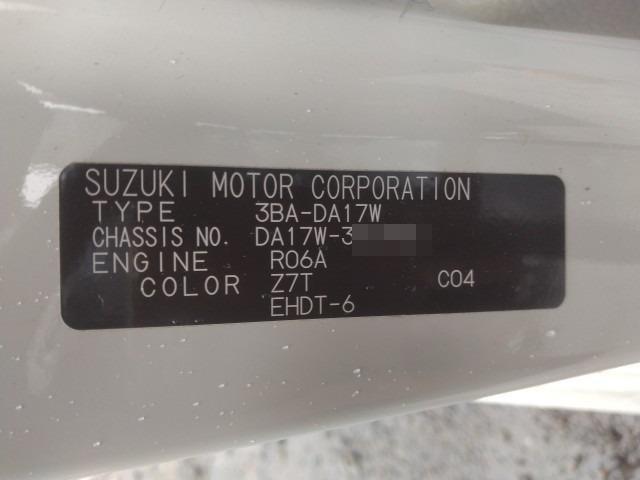 SUZUKI MOTOR CORPORATION
TYPE 3BA-DA17W
CHASSIS NO. DA17W-3
ENGINE R06A
COLOR Z7T C04
EHDT-6